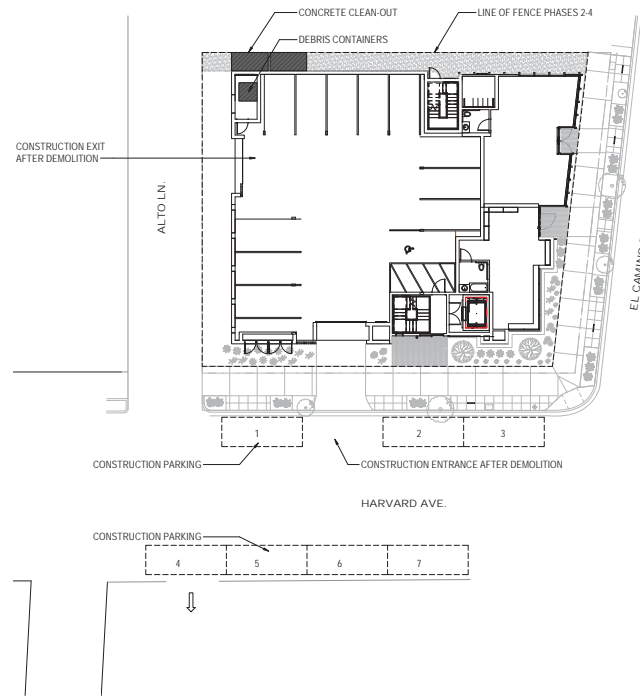 CONCRETE CLEAN-OUT
LINE OF FENCE PHASES 2-4
DEBRIS CONTAINERS
CONSTRUCTION EXIT
AFTER DEMOLITION
ALTO LN.
EL CAMINO
1
2
3
CONSTRUCTION PARKING
CONSTRUCTION ENTRANCE AFTER DEMOLITION
HARVARD AVE.
CONSTRUCTION PARKING
4
5
6
7